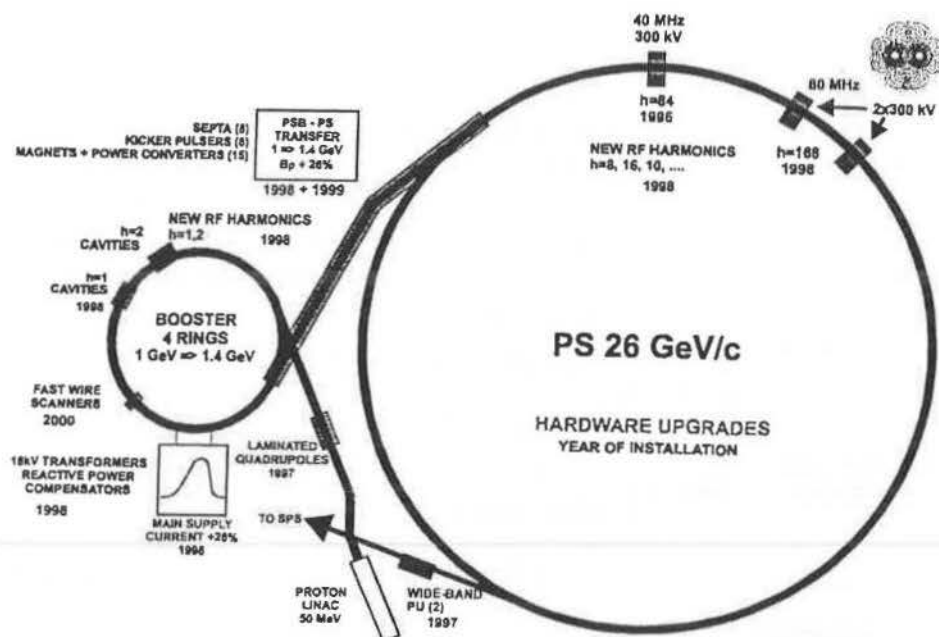 40 MHz
300 kV
h=84
1996
80 MHz
2x300 kV
h=168
1998
NEW RF HARMONICS
h=8, 16, 10, ....
1998
SEPTA (8)
KICKER PULSERS (8)
MAGNETS + POWER CONVERTERS (15)
PSB - PS
TRANSFER
1 => 1.4 GeV
Bρ + 26%
1998 + 1999
NEW RF HARMONICS
h=1,2
1998
h=2
CAVITIES
h=1
CAVITIES
1998
BOOSTER
4 RINGS
1 GeV => 1.4 GeV
PS 26 GeV/c
HARDWARE UPGRADES
YEAR OF INSTALLATION
FAST WIRE
SCANNERS
2000
18kV TRANSFORMERS
REACTIVE POWER
COMPENSATORS
1998
MAIN SUPPLY
CURRENT +26%
1998
LAMINATED
QUADRUPOLES
1997
TO SPS
PROTON
LINAC
50 MeV
WIDE-BAND
PU (2)
1997